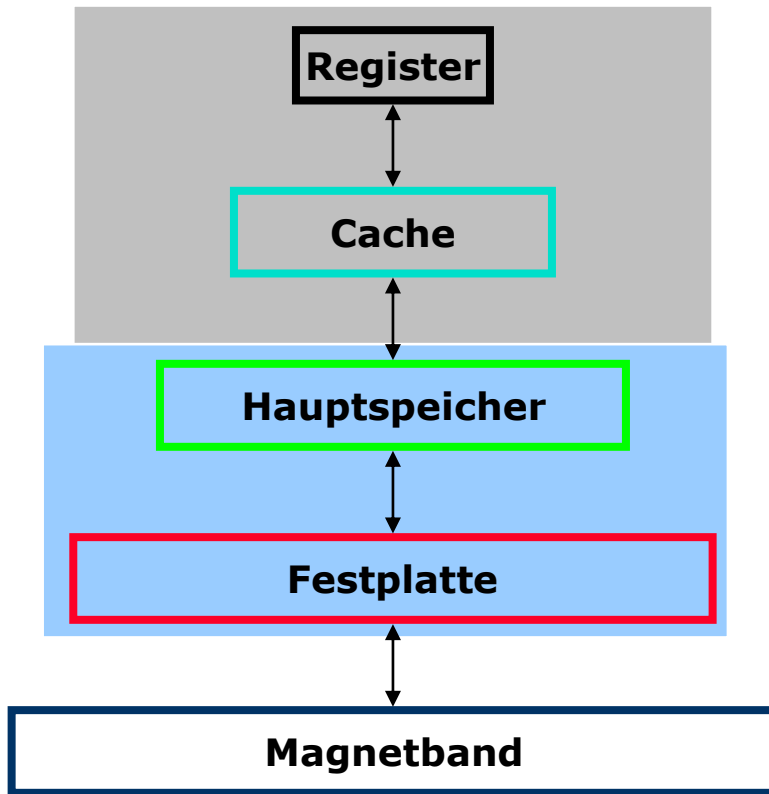 Register
Cache
Hauptspeicher
Festplatte
Magnetband